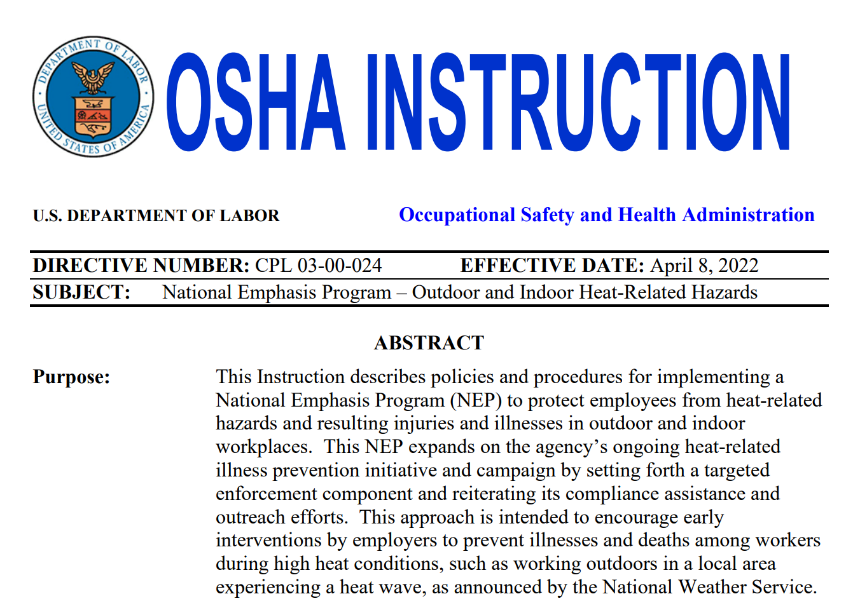 DEPARTMENT OF LABOR
UNITED STATES OF AMERICA
OSHA INSTRUCTION
U.S. DEPARTMENT OF LABOR Occupational Safety and Health Administration
DIRECTIVE NUMBER: CPL 03-00-024 EFFECTIVE DATE: April 8, 2022
SUBJECT: National Emphasis Program – Outdoor and Indoor Heat-Related Hazards
ABSTRACT
Purpose: This Instruction describes policies and procedures for implementing a
National Emphasis Program (NEP) to protect employees from heat-related
hazards and resulting injuries and illnesses in outdoor and indoor
workplaces. This NEP expands on the agency’s ongoing heat-related
illness prevention initiative and campaign by setting forth a targeted
enforcement component and reiterating its compliance assistance and
outreach efforts. This approach is intended to encourage early
interventions by employers to prevent illnesses and deaths among workers
during high heat conditions, such as working outdoors in a local area
experiencing a heat wave, as announced by the National Weather Service.